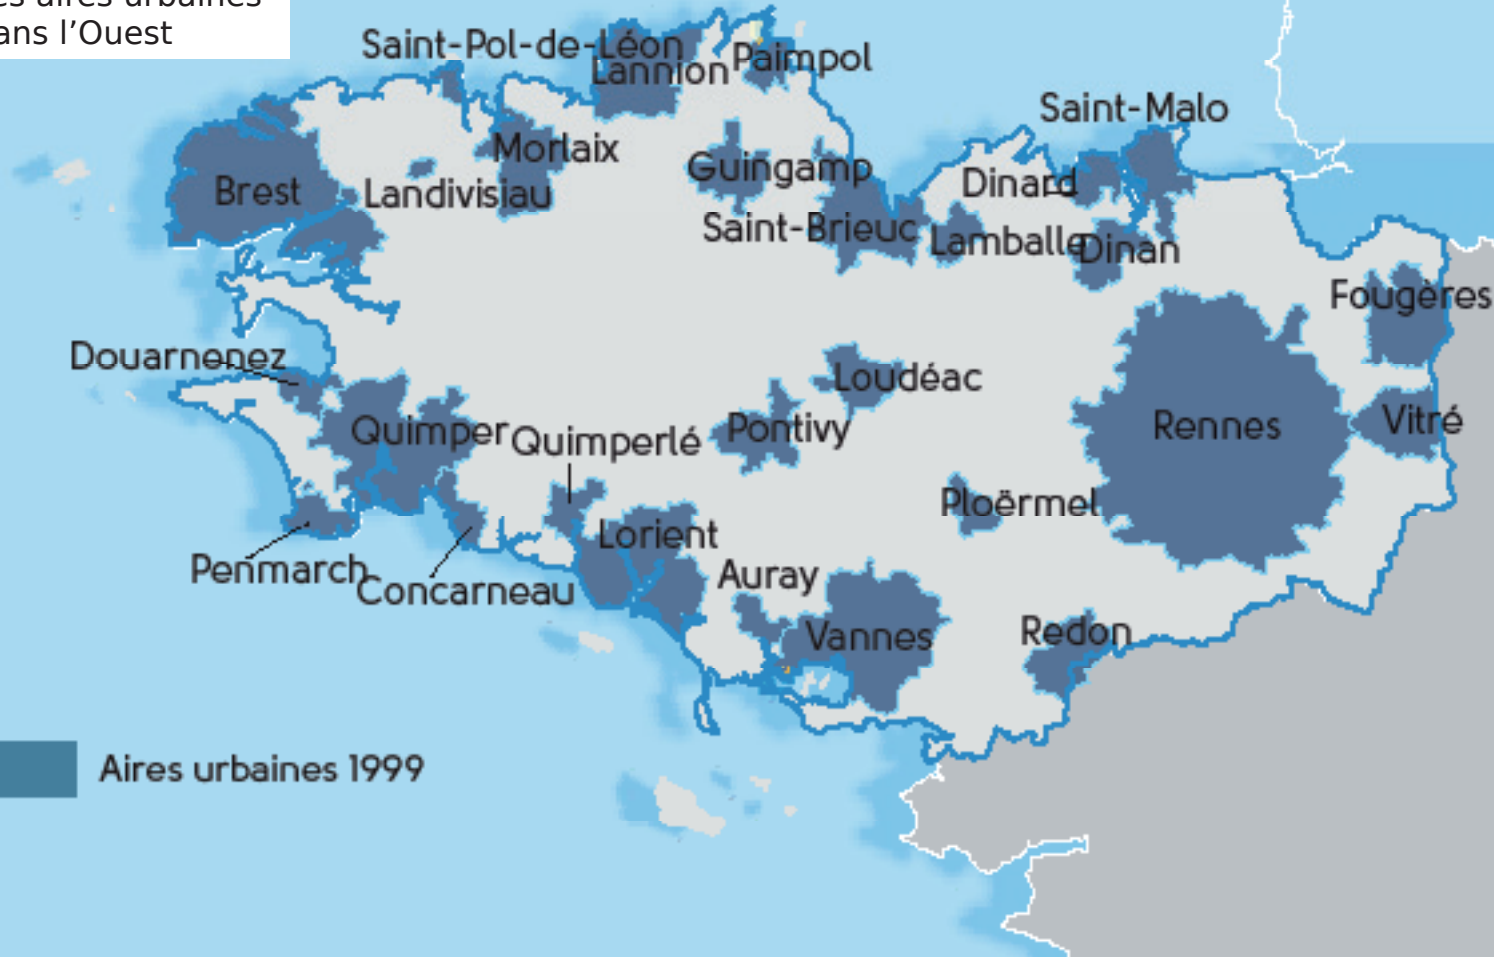 ans l’Ouest
Saint-Pol-de-Léon
Lannion
Paimpol
Saint-Malo
Morlaix
Guingamp
Brest
Landivisiau
Dinard
Saint-Brieuc
Lamballe
Dinan
Fougères
Douarnenez
Loudéac
Quimper
Quimperlé
Pontivy
Rennes
Vitré
Ploërmel
Lorient
Penmarch
Concarneau
Auray
Vannes
Redon
Aires urbaines 1999